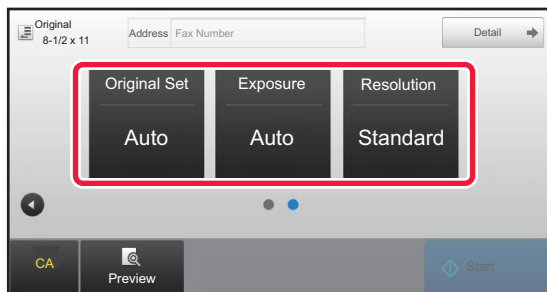 Original
8-1/2 x 11
Address Fax Number
Detail
Original Set
Auto
Exposure
Auto
Resolution
Standard
CA
Preview
Start